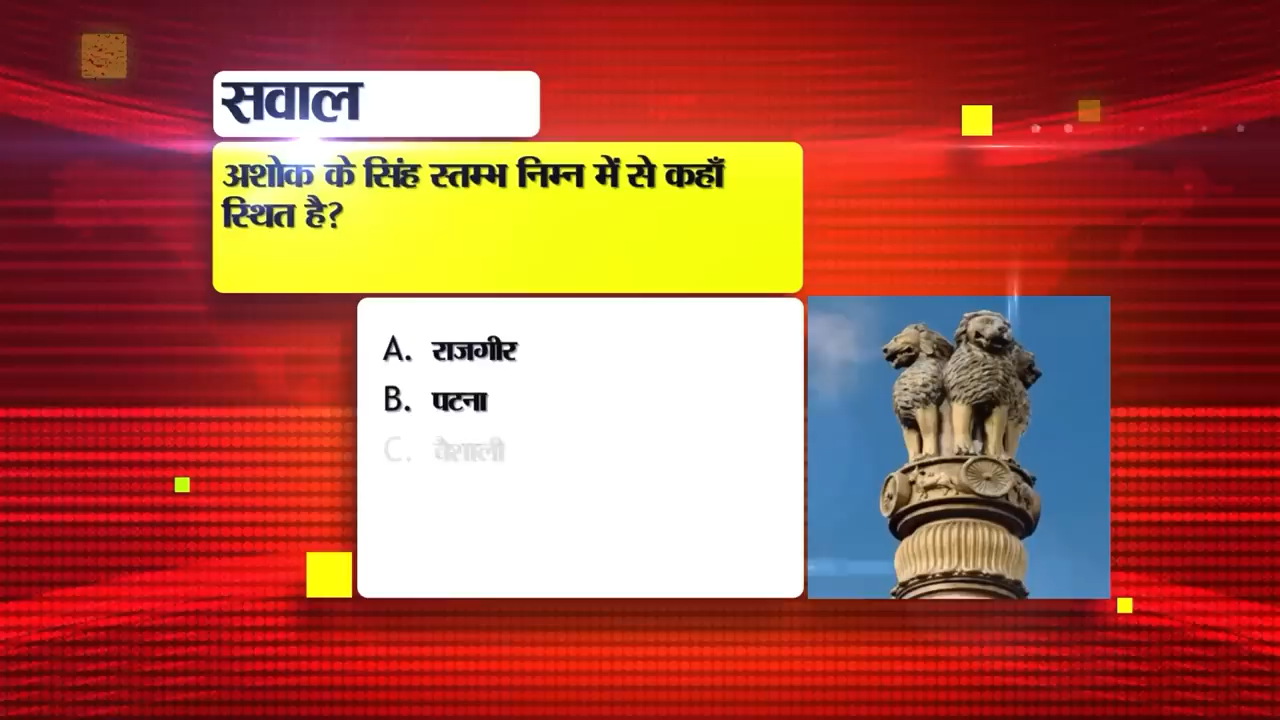 सवाल
अशोक के सिंह स्तम्भ निम्न में से कहाँ
स्थित है?
A. राजगीर
B. पटना
C. वैशाली